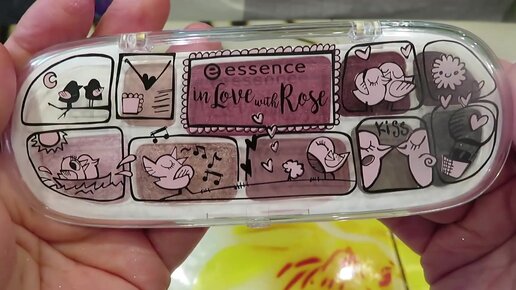 essence
in Love with Rose
KISS